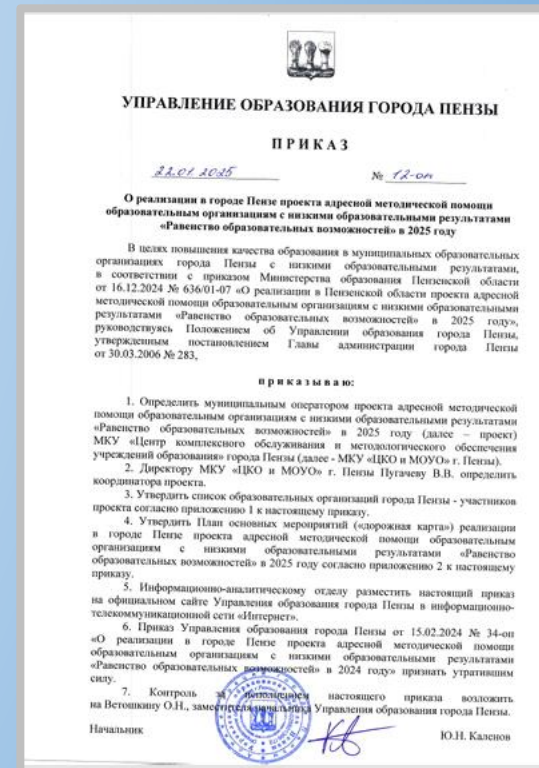 УПРАВЛЕНИЕ ОБРАЗОВАНИЯ ГОРОДА ПЕНЗЫ
ПРИКАЗ
22.01.2025 № 12-оп
О реализации в городе Пензе проекта адресной методической помощи
образовательным организациям с низкими образовательными результатами
«Равенство образовательных возможностей» в 2025 году
В целях повышения качества образования в муниципальных образовательных
организациях города Пензы с низкими образовательными результатами,
в соответствии с приказом Министерства образования Пензенской области
от 16.12.2024 № 636/01-07 «О реализации в Пензенской области проекта адресной
методической помощи образовательным организациям с низкими образовательными
результатами «Равенство образовательных возможностей» в 2025 году»,
руководствуясь Положением об Управлении образования города Пензы,
утвержденным постановлением Главы администрации города Пензы
от 30.03.2006 № 283,
приказываю:
1. Определить муниципальным оператором проекта адресной методической
помощи образовательным организациям с низкими образовательными результатами
«Равенство образовательных возможностей» в 2025 году (далее – проект)
МКУ «Центр комплексного обслуживания и методологического обеспечения
учреждений образования» города Пензы (далее - МКУ «ЦКО и МОУО» г. Пензы).
2. Директору МКУ «ЦКО и МОУО» г. Пензы Пугачеву В.В. определить
координатора проекта.
3. Утвердить список образовательных организаций города Пензы - участников
проекта согласно приложению 1 к настоящему приказу.
4. Утвердить План основных мероприятий («дорожная карта») реализации
в городе Пензе проекта адресной методической помощи образовательным
организациям с низкими образовательными результатами «Равенство
образовательных возможностей» в 2025 году согласно приложению 2 к настоящему
приказу.
5. Информационно-аналитическому отделу разместить настоящий приказ
на официальном сайте Управления образования города Пензы в информационно-
телекоммуникационной сети «Интернет».
6. Приказ Управления образования города Пензы от 15.02.2024 № 34-оп
«О реализации в городе Пензе проекта адресной методической помощи
образовательным организациям с низкими образовательными результатами
«Равенство образовательных возможностей» в 2024 году» признать утратившим
силу.
7. Контроль за исполнением настоящего приказа возложить
на Ветошкину О.Н., заместителя начальника Управления образования города Пензы.
Начальник Ю.Н. Каленов